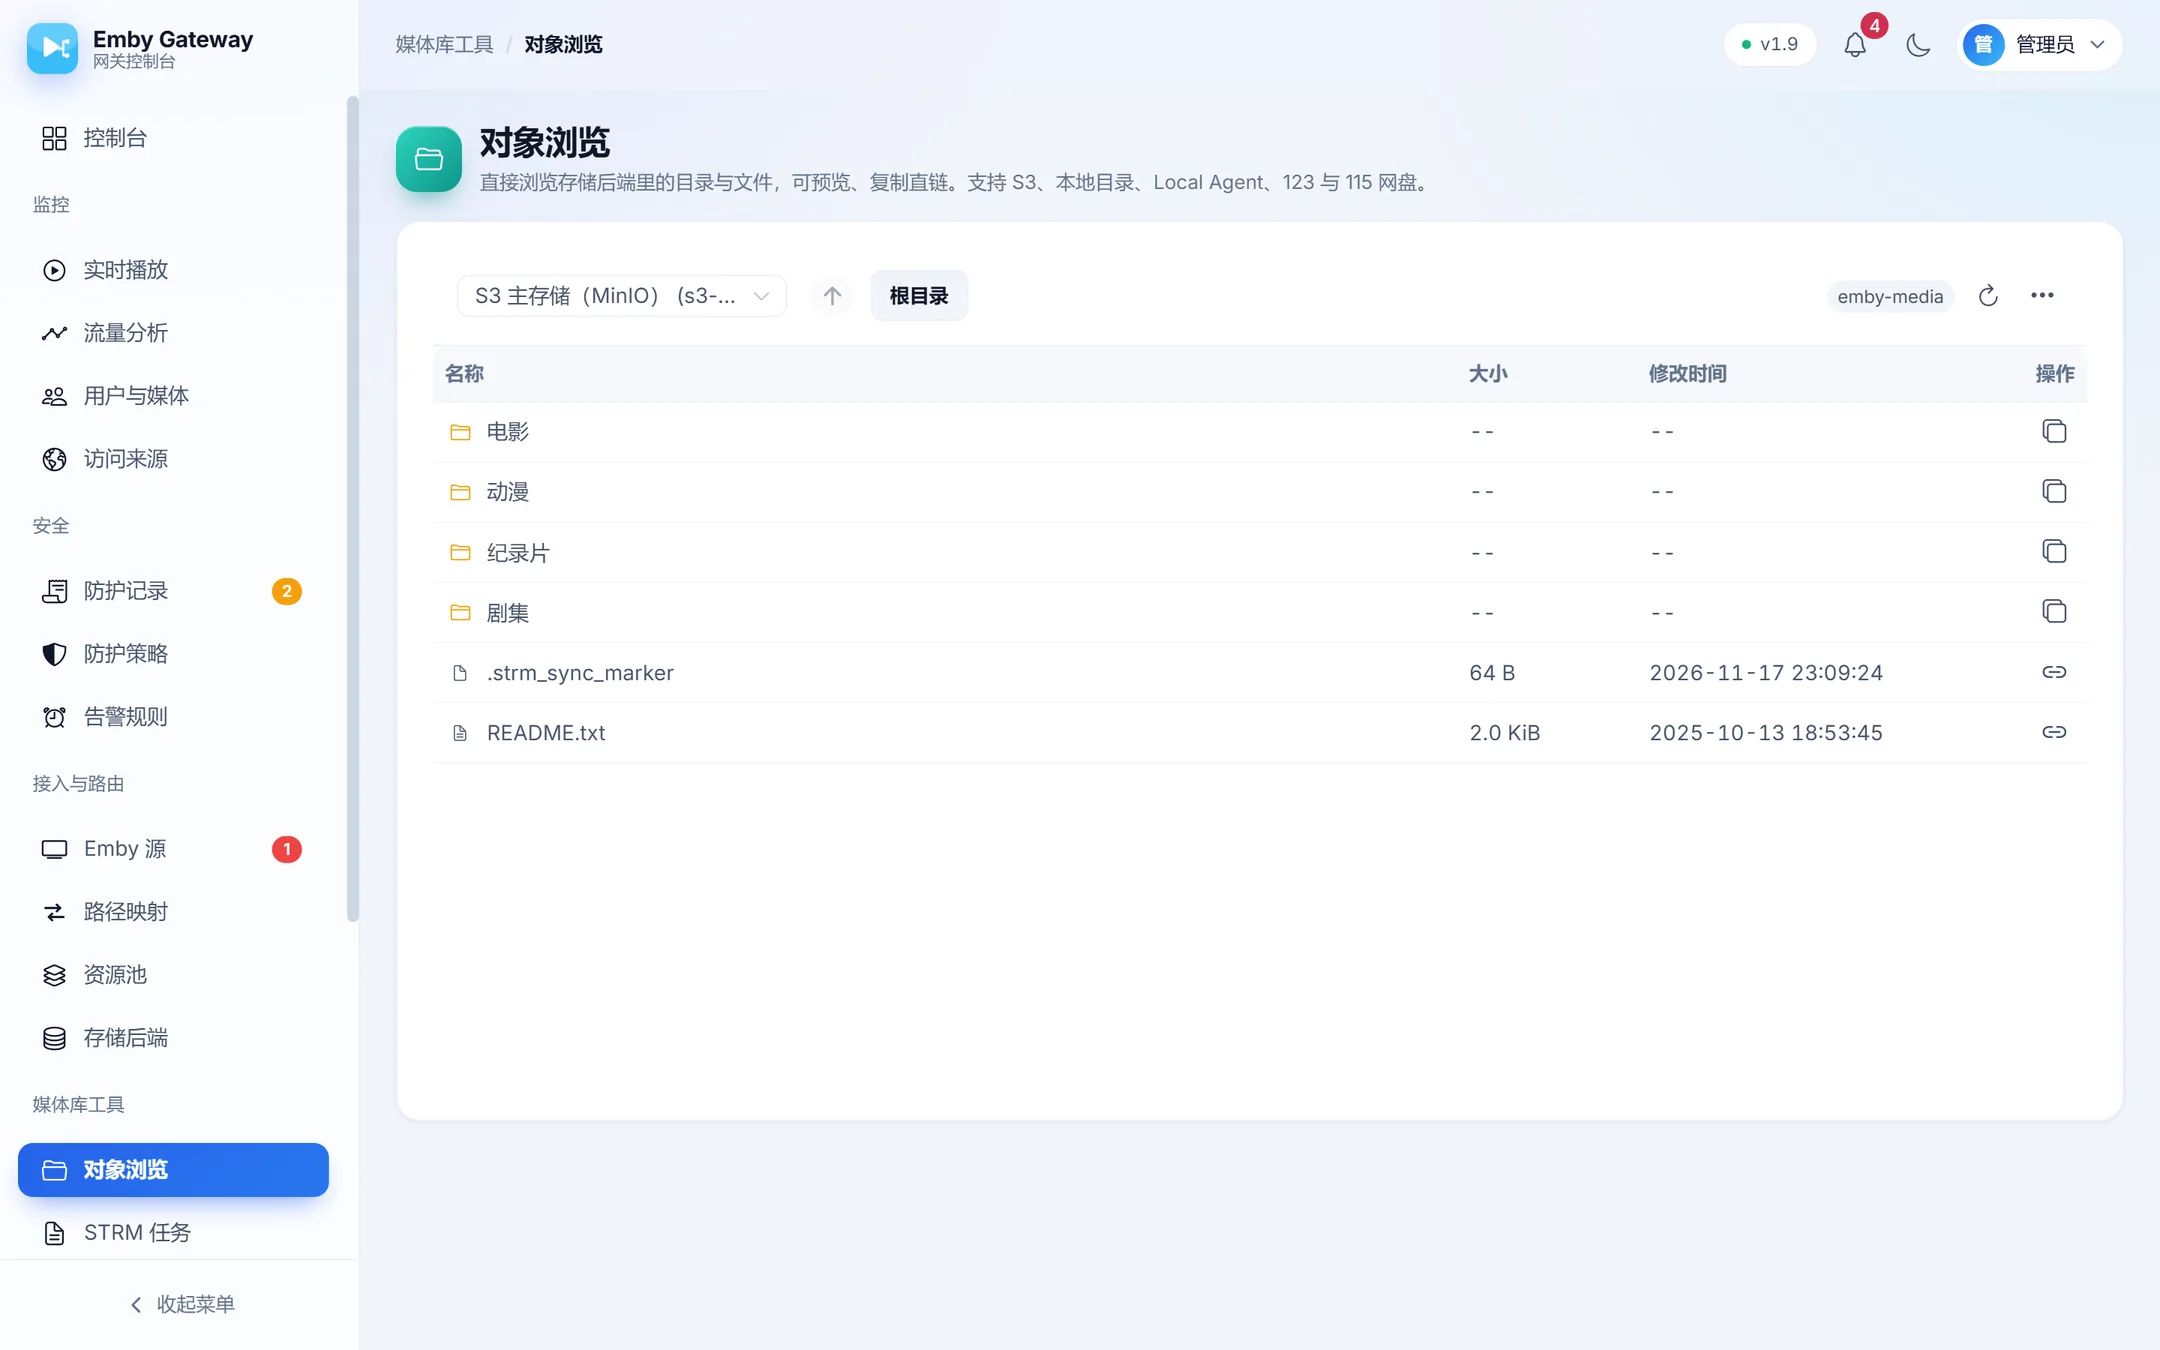 Emby Gateway
网关控制台
控制台
监控
实时播放
流量分析
用户与媒体
访问来源
安全
防护记录
2
防护策略
告警规则
接入与路由
Emby 源
1
路径映射
资源池
存储后端
媒体库工具
对象浏览
STRM 任务
收起菜单
媒体库工具 / 对象浏览
v1.9
4
管 管理员
对象浏览
直接浏览存储后端里的目录与文件，可预览、复制直链。支持 S3、本地目录、Local Agent、123 与 115 网盘。
S3 主存储（MinIO） (s3-...
根目录
emby-media
名称 大小 修改时间 操作
电影 -- --
动漫 -- --
纪录片 -- --
剧集 -- --
.strm_sync_marker 64 B 2026-11-17 23:09:24
README.txt 2.0 KiB 2025-10-13 18:53:45